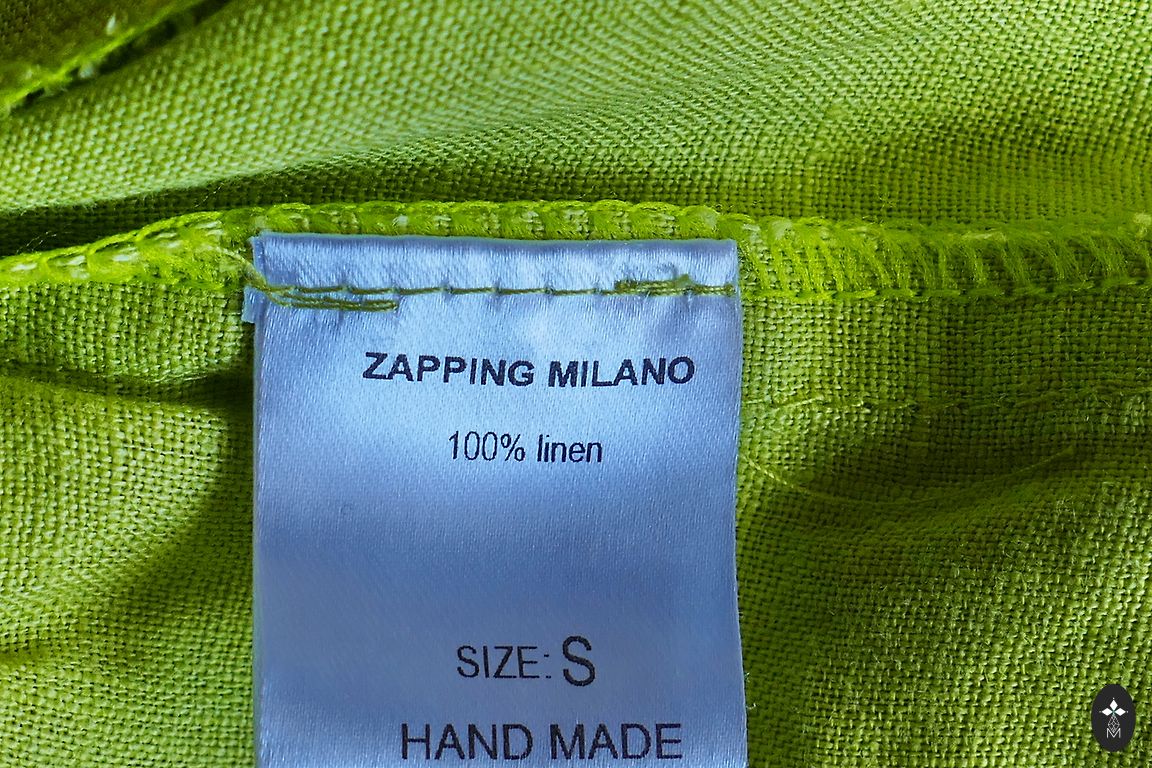 ZAPPING MILANO
100% linen
SIZE: S
HAND MADE
M